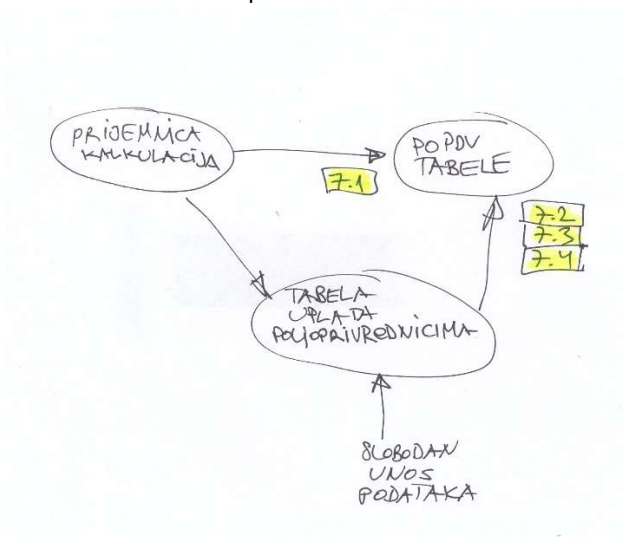 PRIJEMNICA
KALKULACIJA
POPDV
TABELE
7.1
7.2
7.3
7.4
TABELA
UPLATA
POLJOPRIVREDNICIMA
SLOBODAN
UNOS
PODATAKA